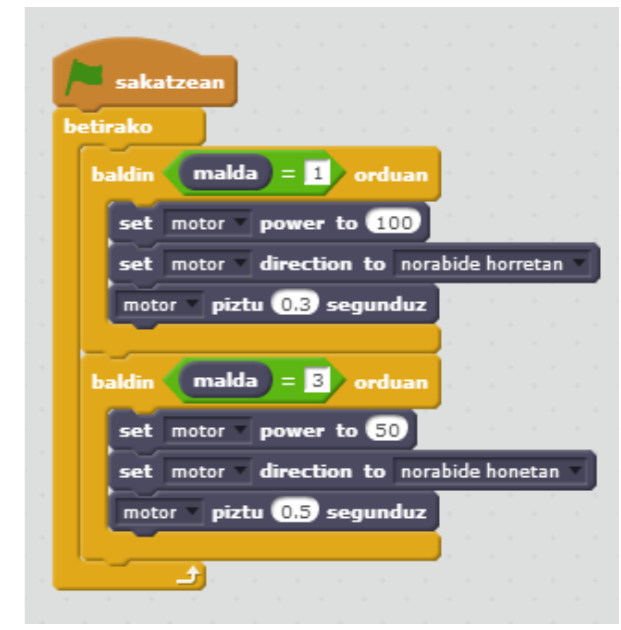 sakatzean
betirako
baldin malda = 1 orduan
set motor power to 100
set motor direction to norabide horretan
motor piztu 0.3 segunduz
baldin malda = 3 orduan
set motor power to 50
set motor direction to norabide honetan
motor piztu 0.5 segunduz